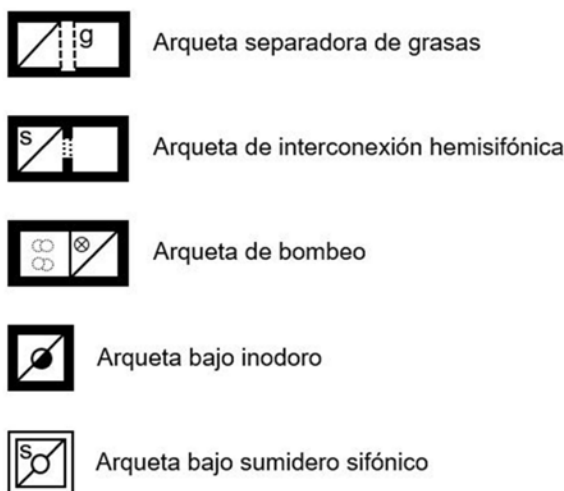 g Arqueta separadora de grasas
s Arqueta de interconexión hemisifónica
Arqueta de bombeo
Arqueta bajo inodoro
s Arqueta bajo sumidero sifónico